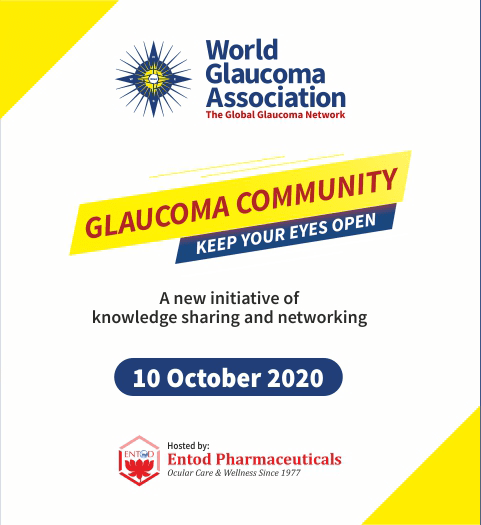 World
Glaucoma
Association
The Global Glaucoma Network
GLAUCOMA COMMUNITY
KEEP YOUR EYES OPEN
A new initiative of
knowledge sharing and networking
10 October 2020
Hosted by:
ENTOD
Entod Pharmaceuticals
Ocular Care & Wellness Since 1977